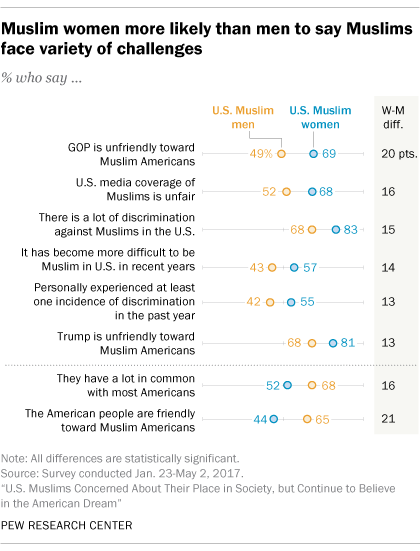 Muslim women more likely than men to say Muslims
face variety of challenges
% who say ...
U.S. Muslim
men
U.S. Muslim
women
W-M
diff.
GOP is unfriendly toward
Muslim Americans
49% 69 20 pts.
U.S. media coverage of
Muslims is unfair
52 68 16
There is a lot of discrimination
against Muslims in the U.S.
68 83 15
It has become more difficult to be
Muslim in U.S. in recent years
43 57 14
Personally experienced at least
one incidence of discrimination
in the past year
42 55 13
Trump is unfriendly toward
Muslim Americans
68 81 13
They have a lot in common
with most Americans
52 68 16
The American people are friendly
toward Muslim Americans
44 65 21
Note: All differences are statistically significant.
Source: Survey conducted Jan. 23-May 2, 2017.
“U.S. Muslims Concerned About Their Place in Society, but Continue to Believe
in the American Dream”
PEW RESEARCH CENTER